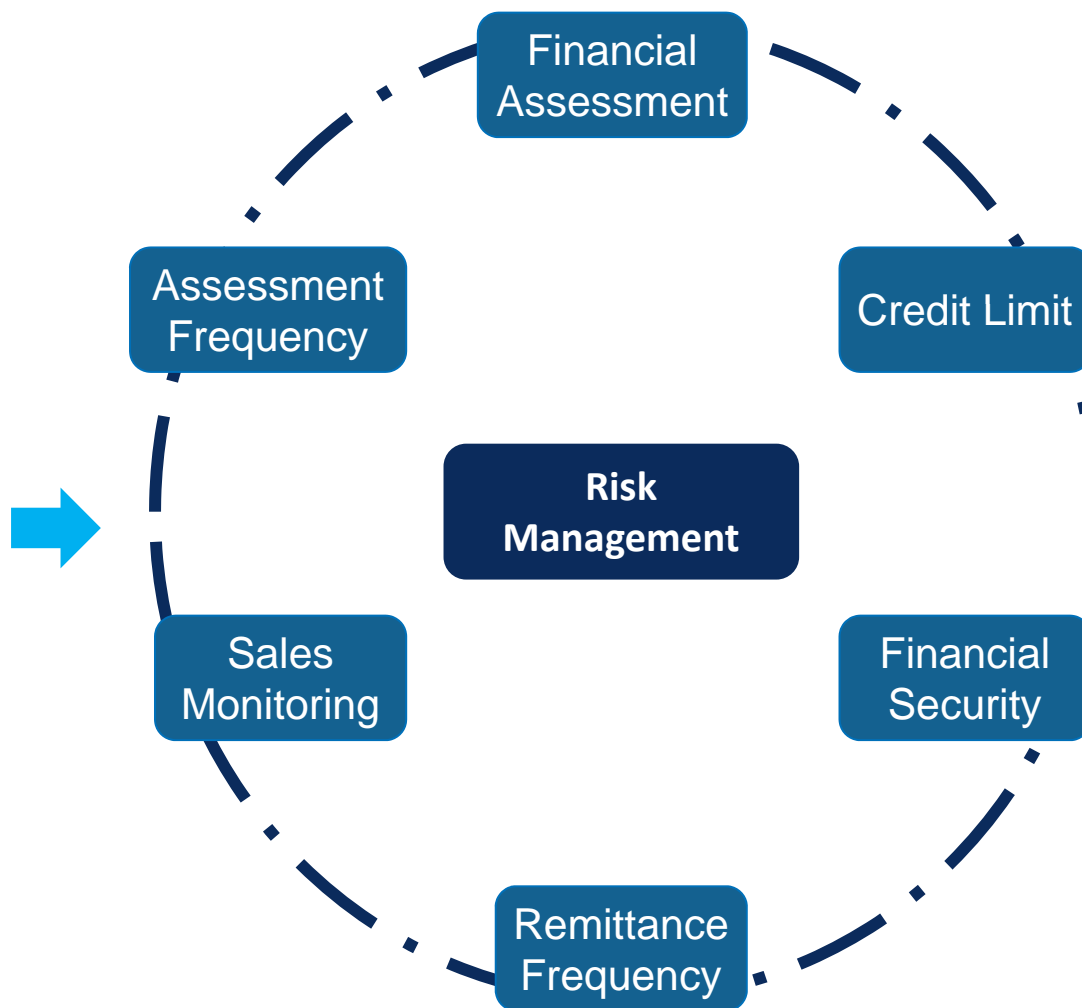 Financial
Assessment
Assessment
Frequency
Credit Limit
Risk
Management
Sales
Monitoring
Financial
Security
Remittance
Frequency